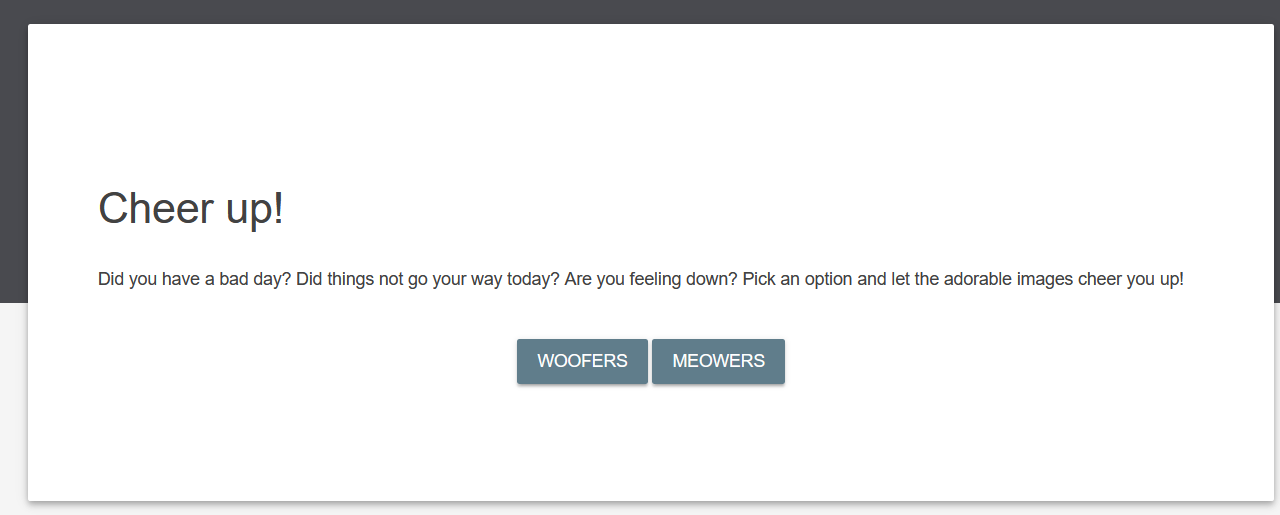 Cheer up!
Did you have a bad day? Did things not go your way today? Are you feeling down? Pick an option and let the adorable images cheer you up!
WOOFERS MEOWERS